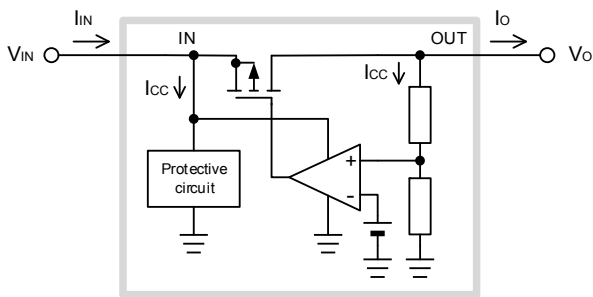 IIN
IN
OUT
IO
VIN
VO
ICC
ICC
Protective
circuit
+
-